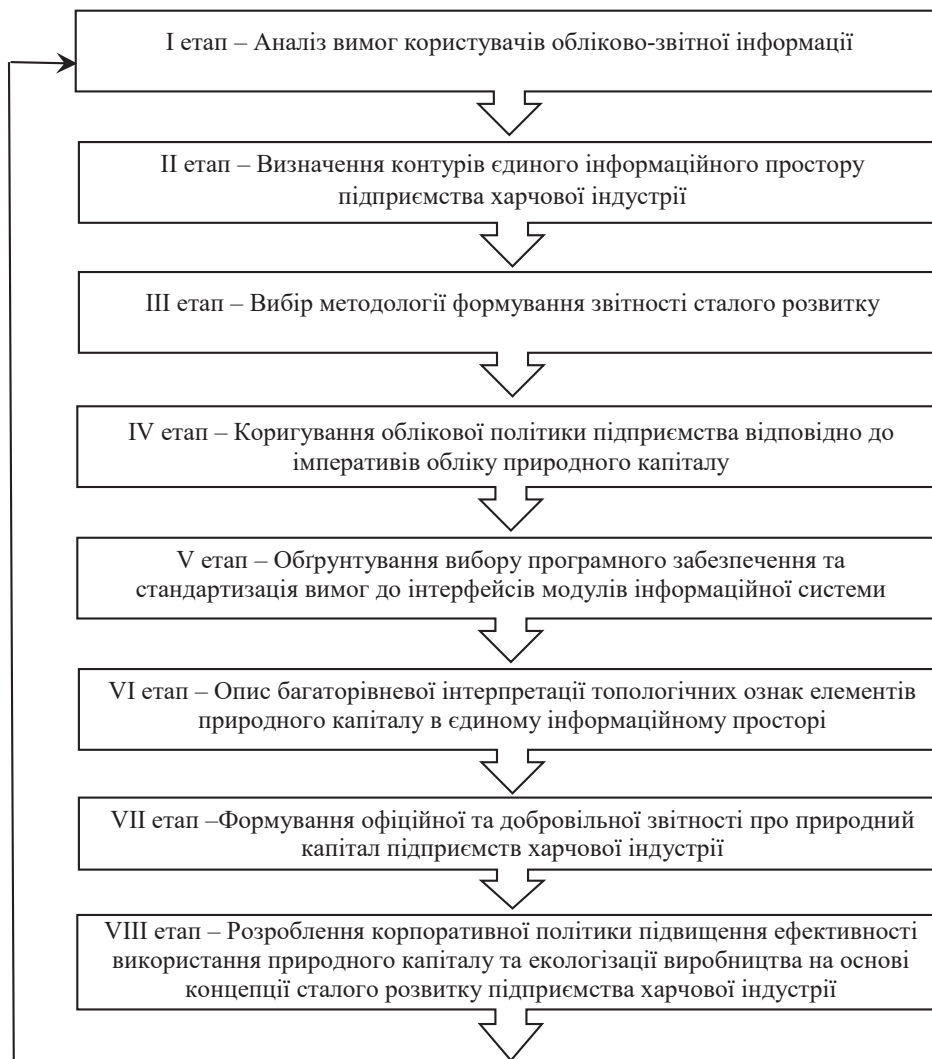 I етап – Аналіз вимог користувачів обліково-звітної інформації
II етап – Визначення контурів єдиного інформаційного простору
підприємства харчової індустрії
III етап – Вибір методології формування звітності сталого розвитку
IV етап – Коригування облікової політики підприємства відповідно до
імперативів обліку природного капіталу
V етап – Обґрунтування вибору програмного забезпечення та
стандартизація вимог до інтерфейсів модулів інформаційної системи
VI етап – Опис багаторівневої інтерпретації топологічних ознак елементів
природного капіталу в єдиному інформаційному просторі
VII етап –Формування офіційної та добровільної звітності про природний
капітал підприємств харчової індустрії
VIII етап – Розроблення корпоративної політики підвищення ефективності
використання природного капіталу та екологізації виробництва на основі
концепції сталого розвитку підприємства харчової індустрії